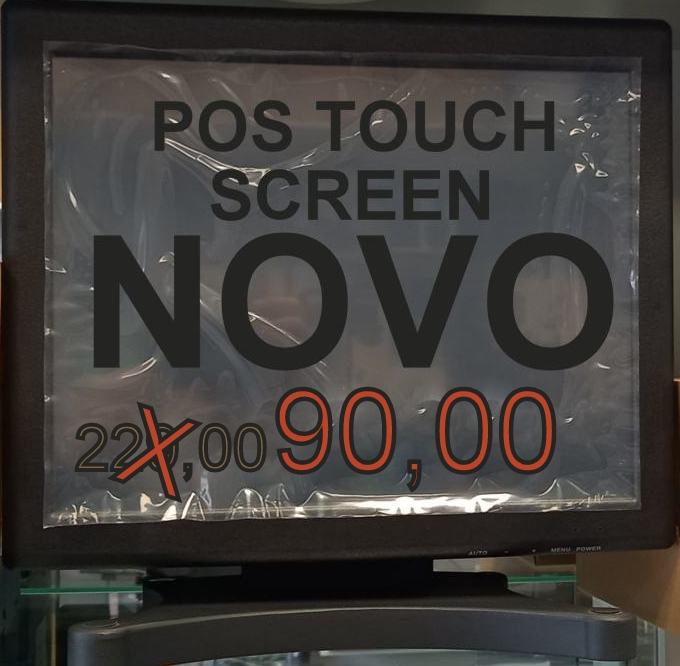 POS TOUCH
SCREEN
NOVO
220,00 90,00
AUTO - + MENU POWER